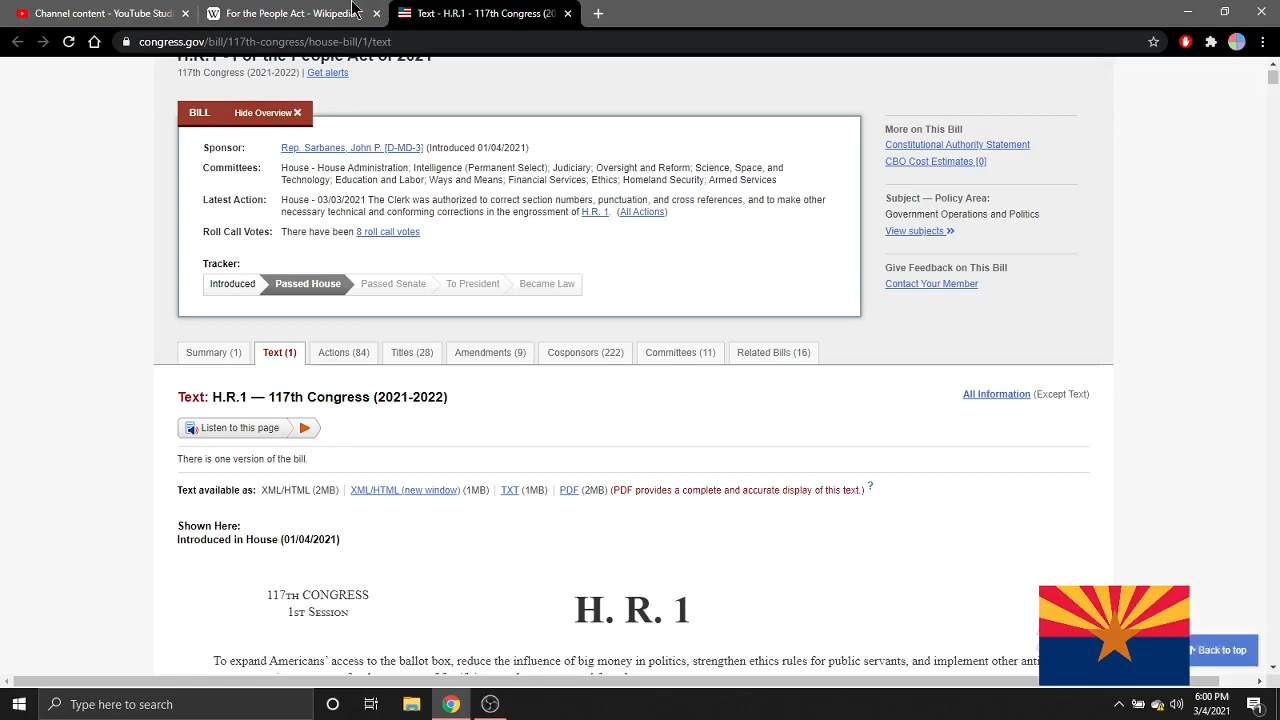 Content - YouTube Studio
United States - Wikipedi
Text - H.R.1 - 117th Congress (20
congress.gov/bill/117th-congress/house-bill/1/text
H.R.1 - For the People Act of 2021
117th Congress (2021-2022) | Get alerts
BILL Hide Overview ×
Sponsor: Rep. Sarbanes, John P. [D-MD-3] (Introduced 01/04/2021)
Committees: House - House Administration; Intelligence (Permanent Select); Judiciary; Oversight and Reform; Science, Space, and
Technology; Education and Labor; Ways and Means; Financial Services; Ethics; Homeland Security; Armed Services
Latest Action: House - 03/03/2021 The Clerk was authorized to correct section numbers, punctuation, and cross references, and to make other
necessary technical and conforming corrections in the engrossment of H.R. 1. (All Actions)
Roll Call Votes: There have been 8 roll call votes
Tracker:
Introduced Passed House Passed Senate To President Became Law
More on This Bill
Constitutional Authority Statement
CBO Cost Estimates [0]
Subject — Policy Area:
Government Operations and Politics
View subjects »
Give Feedback on This Bill
Contact Your Member
Summary (1) Text (1) Actions (84) Titles (28) Amendments (9) Cosponsors (222) Committees (11) Related Bills (16)
Text: H.R.1 — 117th Congress (2021-2022)
All Information (Except Text)
Listen to this page
There is one version of the bill.
Text available as: XML/HTML (2MB) | XML/HTML (new window) (1MB) | TXT (1MB) | PDF (2MB) (PDF provides a complete and accurate display of this text.) ?
Shown Here:
Introduced in House (01/04/2021)
117TH CONGRESS
1ST SESSION
H. R. 1
To expand Americans' access to the ballot box, reduce the influence of big money in politics, strengthen ethics rules for public servants, and implement other anti
Back to top
Type here to search
6:00 PM
3/4/2021